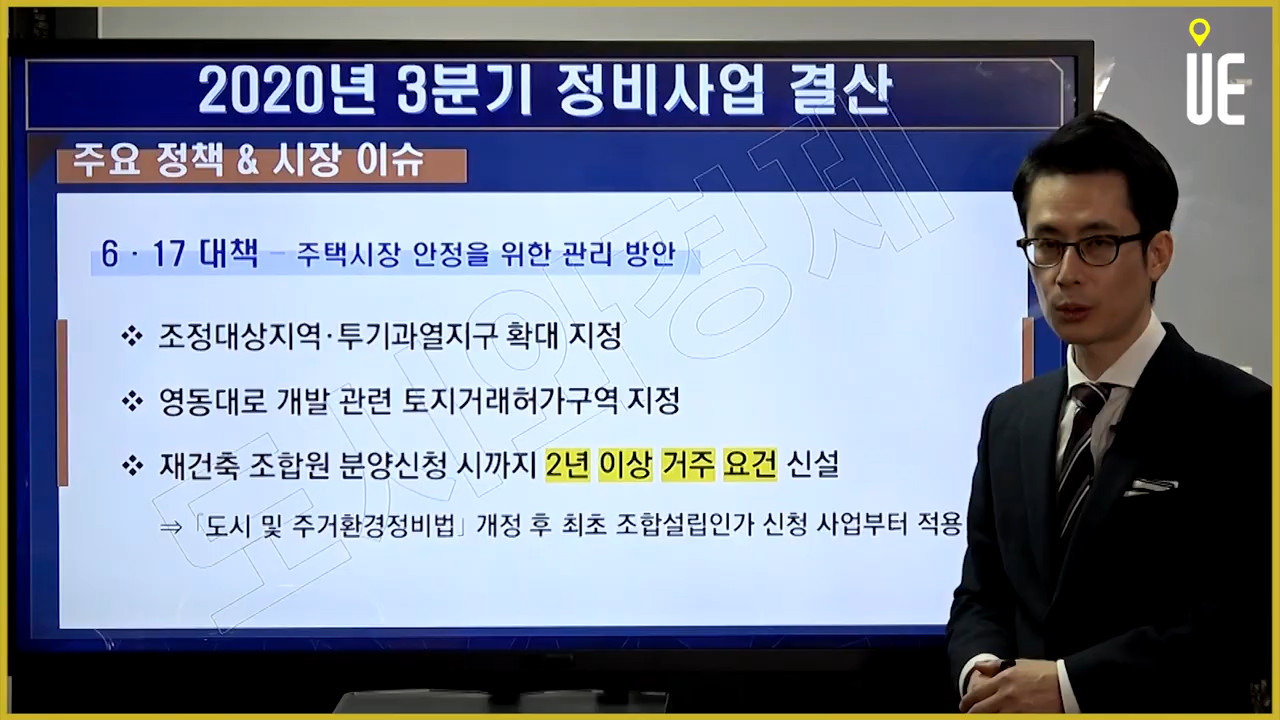 UE
2020년 3분기 정비사업 결산
주요 정책 & 시장 이슈
6 · 17 대책 – 주택시장 안정을 위한 관리 방안
❖ 조정대상지역·투기과열지구 확대 지정
❖ 영동대로 개발 관련 토지거래허가구역 지정
❖ 재건축 조합원 분양신청 시까지 2년 이상 거주 요건 신설
⇒ 「도시 및 주거환경정비법」 개정 후 최초 조합설립인가 신청 사업부터 적용
도시와경제